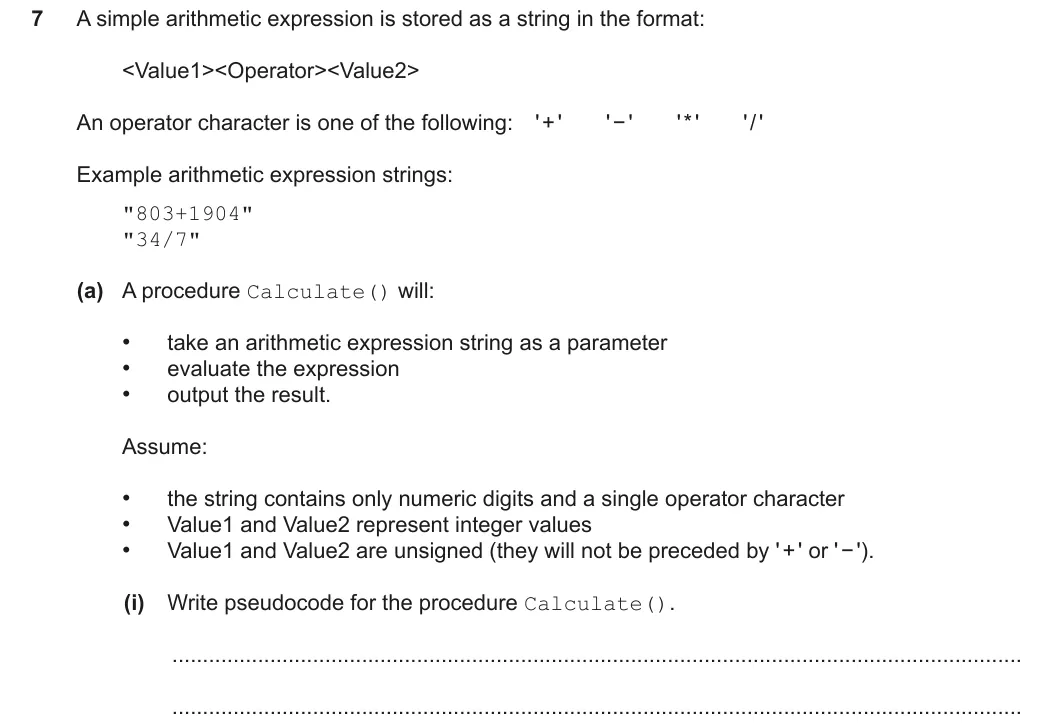 7 A simple arithmetic expression is stored as a string in the format:
<Value1><Operator><Value2>
An operator character is one of the following: '+' '−' '*' '/'
Example arithmetic expression strings:
"803+1904"
"34/7"
(a) A procedure Calculate() will:
• take an arithmetic expression string as a parameter
• evaluate the expression
• output the result.
Assume:
• the string contains only numeric digits and a single operator character
• Value1 and Value2 represent integer values
• Value1 and Value2 are unsigned (they will not be preceded by '+' or '−').
(i) Write pseudocode for the procedure Calculate().